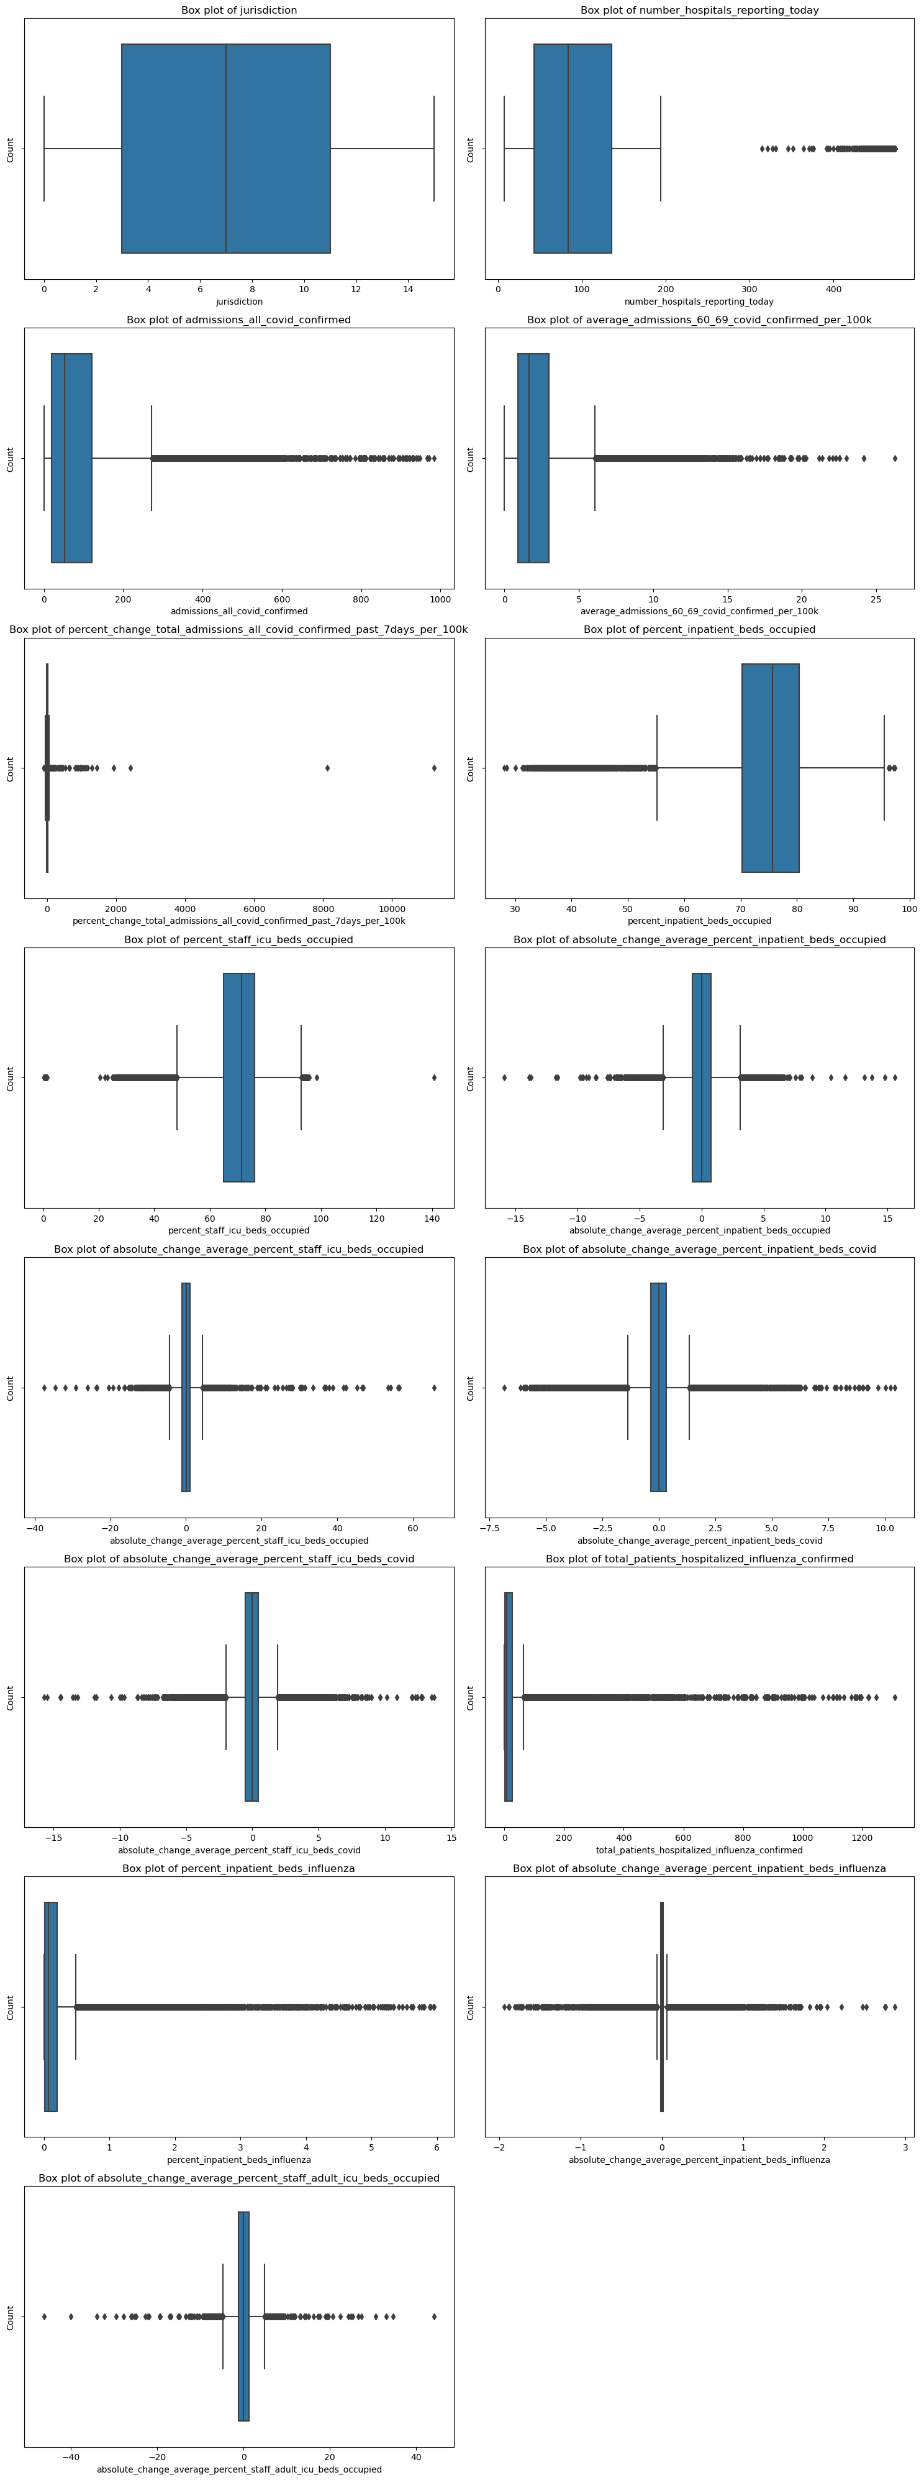 Box plot of jurisdiction
Count
0 2 4 6 8 10 12 14
jurisdiction
Box plot of number_hospitals_reporting_today
Count
0 100 200 300 400
number_hospitals_reporting_today
Box plot of admissions_all_covid_confirmed
Count
0 200 400 600 800 1000
admissions_all_covid_confirmed
Box plot of average_admissions_60_69_covid_confirmed_per_100k
Count
0 5 10 15 20 25
average_admissions_60_69_covid_confirmed_per_100k
Box plot of percent_change_total_admissions_all_covid_confirmed_past_7days_per_100k
Count
0 2000 4000 6000 8000 10000
percent_change_total_admissions_all_covid_confirmed_past_7days_per_100k
Box plot of percent_inpatient_beds_occupied
Count
30 40 50 60 70 80 90 100
percent_inpatient_beds_occupied
Box plot of percent_staff_icu_beds_occupied
Count
0 20 40 60 80 100 120 140
percent_staff_icu_beds_occupied
Box plot of absolute_change_average_percent_inpatient_beds_occupied
Count
−15 −10 −5 0 5 10 15
absolute_change_average_percent_inpatient_beds_occupied
Box plot of absolute_change_average_percent_staff_icu_beds_occupied
Count
−40 −20 0 20 40 60
absolute_change_average_percent_staff_icu_beds_occupied
Box plot of absolute_change_average_percent_inpatient_beds_covid
Count
−7.5 −5.0 −2.5 0.0 2.5 5.0 7.5 10.0
absolute_change_average_percent_inpatient_beds_covid
Box plot of absolute_change_average_percent_staff_icu_beds_covid
Count
−15 −10 −5 0 5 10 15
absolute_change_average_percent_staff_icu_beds_covid
Box plot of total_patients_hospitalized_influenza_confirmed
Count
0 200 400 600 800 1000 1200
total_patients_hospitalized_influenza_confirmed
Box plot of percent_inpatient_beds_influenza
Count
0 1 2 3 4 5 6
percent_inpatient_beds_influenza
Box plot of absolute_change_average_percent_inpatient_beds_influenza
Count
−2 −1 0 1 2 3
absolute_change_average_percent_inpatient_beds_influenza
Box plot of absolute_change_average_percent_staff_adult_icu_beds_occupied
Count
−40 −20 0 20 40
absolute_change_average_percent_staff_adult_icu_beds_occupied